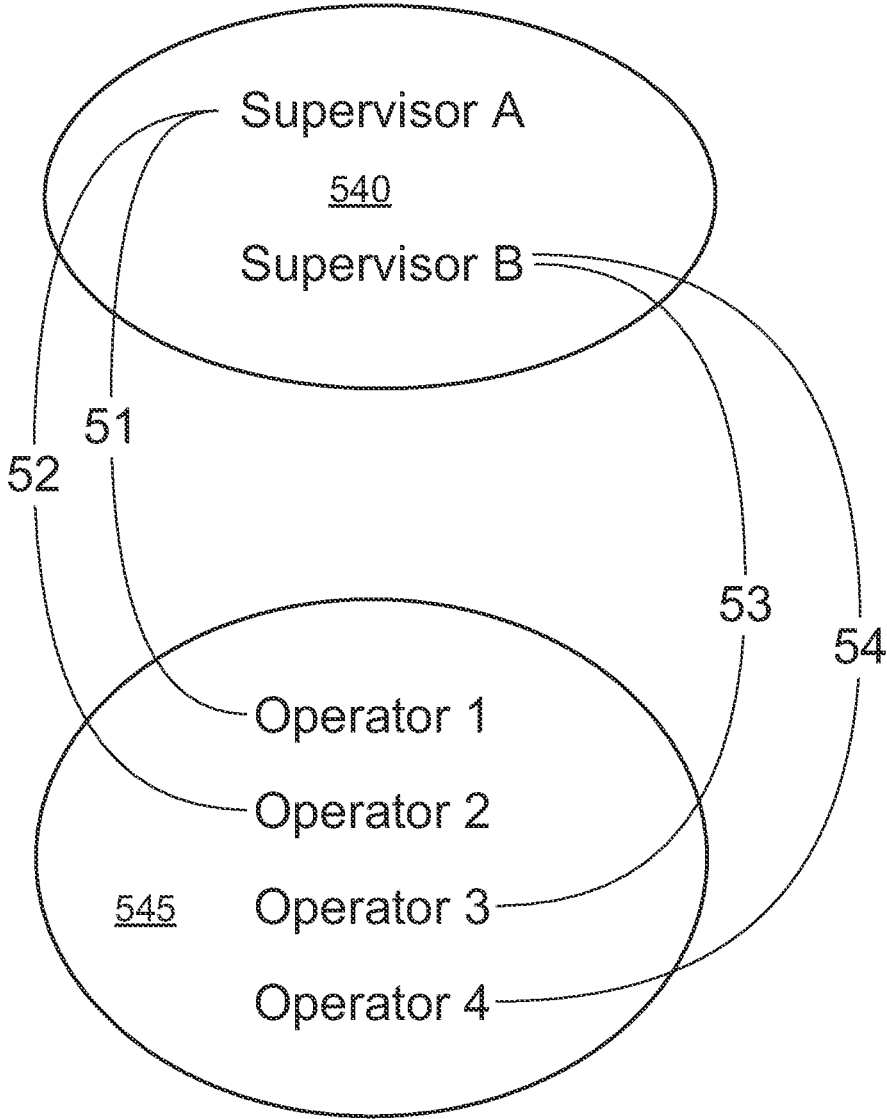 Supervisor A
540
Supervisor B
51
52
53
54
Operator 1
Operator 2
545
Operator 3
Operator 4